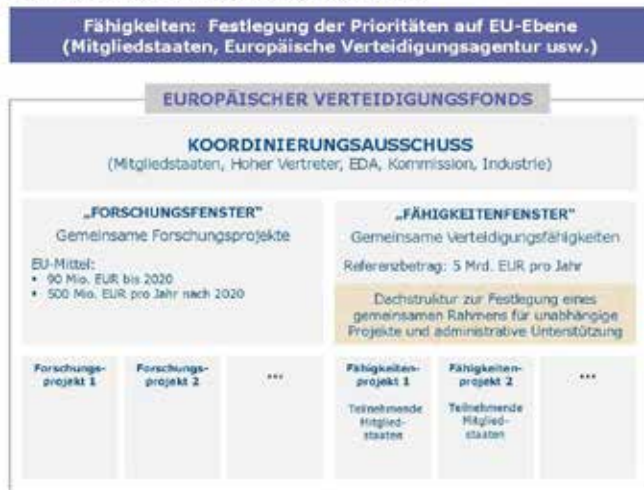 Fähigkeiten: Festlegung der Prioritäten auf EU-Ebene
(Mitgliedstaaten, Europäische Verteidigungsagentur usw.)
EUROPÄISCHER VERTEIDIGUNGSFONDS
KOORDINIERUNGSAUSSCHUSS
(Mitgliedstaaten, Hoher Vertreter, EDA, Kommission, Industrie)
„FORSCHUNGSFENSTER"
Gemeinsame Forschungsprojekte
EU-Mittel:
• 90 Mio. EUR bis 2020
• 500 Mio. EUR pro Jahr nach 2020
„FÄHIGKEITENFENSTER"
Gemeinsame Verteidigungsfähigkeiten
Referenzbetrag: 5 Mrd. EUR pro Jahr
Dachstruktur zur Festlegung eines
gemeinsamen Rahmens für unabhängige
Projekte und administrative Unterstützung
Forschungs-
projekt 1
Forschungs-
projekt 2
...
Fähigkeiten-
projekt 1
Teilnehmende
Mitglied-
staaten
Fähigkeiten-
projekt 2
Teilnehmende
Mitglied-
staaten
...